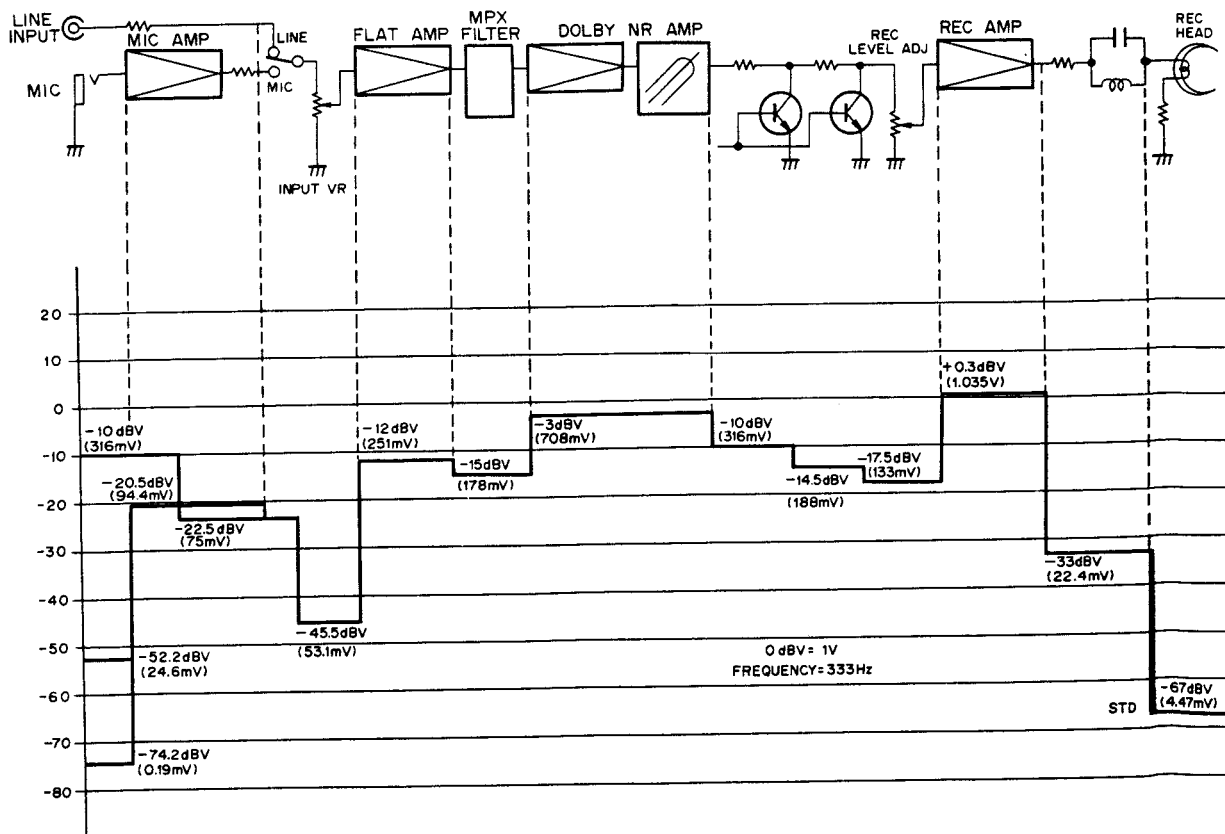 LINE INPUT
MIC AMP
MIC
LINE
MIC
INPUT VR
FLAT AMP
MPX FILTER
DOLBY NR AMP
REC LEVEL ADJ
REC AMP
REC HEAD
20
10
0
-10
-20
-30
-40
-50
-60
-70
-80
-10dBV
(316mV)
-20.5dBV
(94.4mV)
-22.5dBV
(75mV)
-52.2dBV
(24.6mV)
-74.2dBV
(0.19mV)
-45.5dBV
(53.1mV)
-12dBV
(251mV)
-15dBV
(178mV)
-3dBV
(708mV)
-10dBV
(316mV)
-14.5dBV
(188mV)
-17.5dBV
(133mV)
+0.3dBV
(1.035V)
-33dBV
(22.4mV)
0dBV=1V
FREQUENCY=333Hz
STD
-67dBV
(4.47mV)